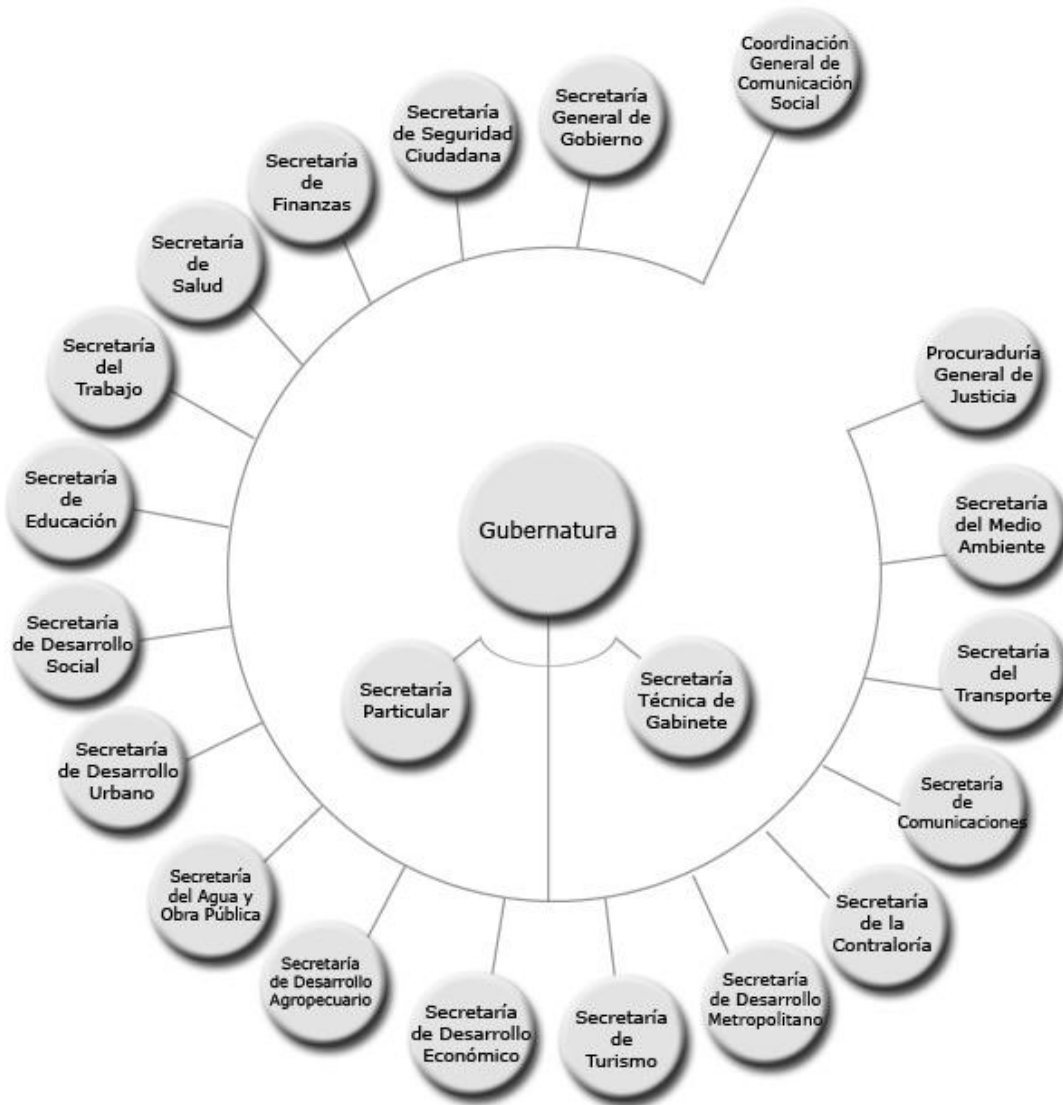 Coordinación
General de
Comunicación
Social
Secretaría
General de
Gobierno
Secretaría
de Seguridad
Ciudadana
Secretaría
de
Finanzas
Secretaría
de
Salud
Secretaría
del
Trabajo
Secretaría
de
Educación
Secretaría
de Desarrollo
Social
Secretaría
de Desarrollo
Urbano
Secretaría
del Agua y
Obra Pública
Secretaría
de Desarrollo
Agropecuario
Secretaría
de Desarrollo
Económico
Secretaría
de
Turismo
Secretaría
de Desarrollo
Metropolitano
Secretaría
de la
Contraloría
Secretaría
de
Comunicaciones
Secretaría
del
Transporte
Secretaría
del Medio
Ambiente
Procuraduría
General de
Justicia
Gubernatura
Secretaría
Particular
Secretaría
Técnica de
Gabinete